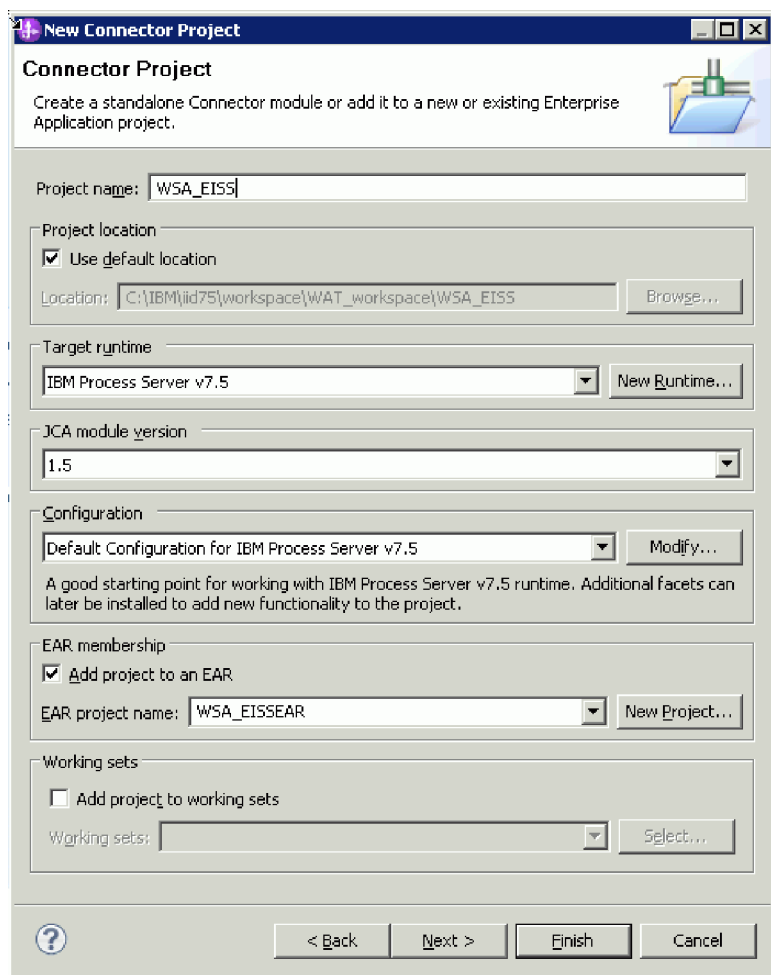 New Connector Project
Connector Project
Create a standalone Connector module or add it to a new or existing Enterprise
Application project.
Project name: WSA_EISS
Project location
Use default location
Location: C:\IBM\iid75\workspace\WAT_workspace\WSA_EISS Browse...
Target runtime
IBM Process Server v7.5 New Runtime...
JCA module version
1.5
Configuration
Default Configuration for IBM Process Server v7.5 Modify...
A good starting point for working with IBM Process Server v7.5 runtime. Additional facets can
later be installed to add new functionality to the project.
EAR membership
Add project to an EAR
EAR project name: WSA_EISSEAR New Project...
Working sets
Add project to working sets
Working sets: Select...
? < Back Next > Finish Cancel